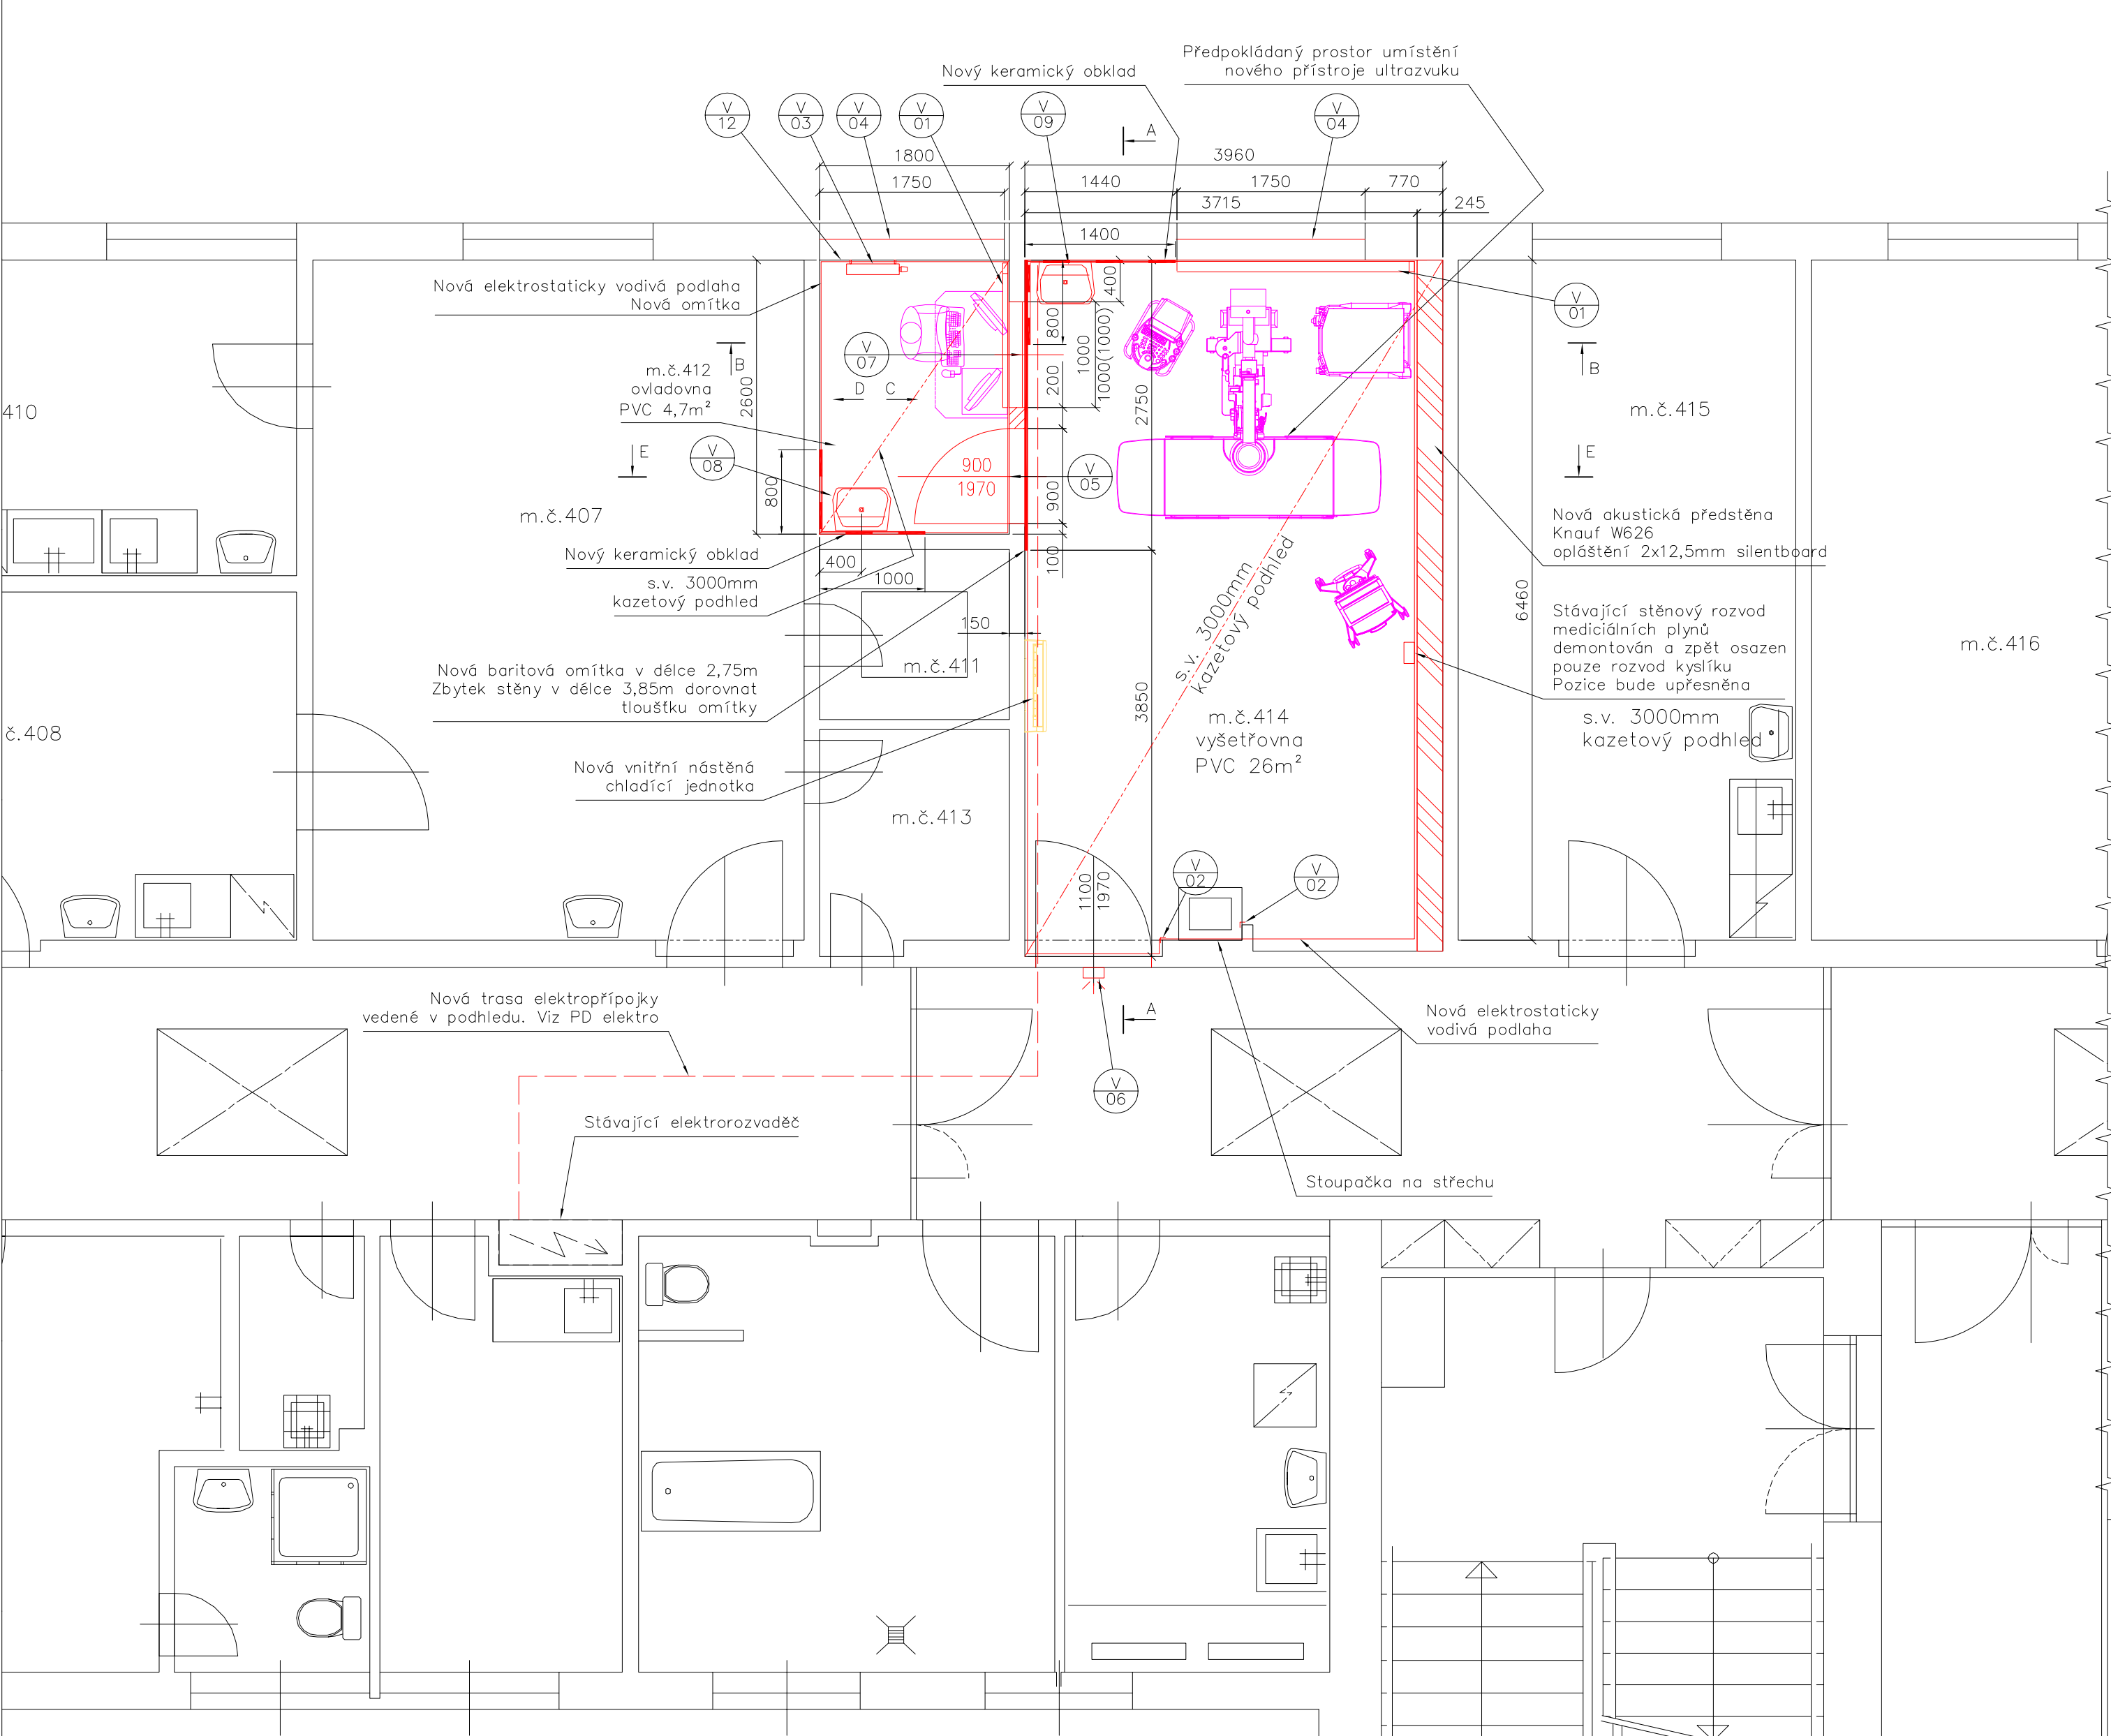 Předpokládaný prostor umístění
nového přístroje ultrazvuku
Nový keramický obklad
V
12
V
03
V
04
V
01
V
09
V
04
A
1800
3960
1750
1440
1750
770
3715
245
1400
Nová elektrostaticky vodivá podlaha
Nová omítka
400
800
1000
1000(1000)
200
2750
V
01
V
07
B
B
m.č.412
ovladovna
PVC 4,7m²
2600
D
C
410
m.č.415
E
E
V
08
900
1970
V
05
900
800
100
m.č.407
Nová akustická předstěna
Knauf W626
opláštění 2x12,5mm silentboard
Nový keramický obklad
s.v. 3000mm
kazetový podhled
400
1000
s.v. 3000mm
kazetový podhled
6460
150
m.č.411
Stávající stěnový rozvod
mediciálních plynů
demontován a zpět osazen
pouze rozvod kyslíku
Pozice bude upřesněna
m.č.416
Nová baritová omítka v délce 2,75m
Zbytek stěny v délce 3,85m dorovnat
tloušťku omítky
3850
m.č.414
vyšetřovna
PVC 26m²
s.v. 3000mm
kazetový podhled
č.408
Nová vnitřní nástěná
chladící jednotka
m.č.413
1100
1970
V
02
V
02
Nová trasa elektropřípojky
vedené v podhledu. Viz PD elektro
A
Nová elektrostaticky
vodivá podlaha
V
06
Stávající elektrorozvaděč
Stoupačka na střechu